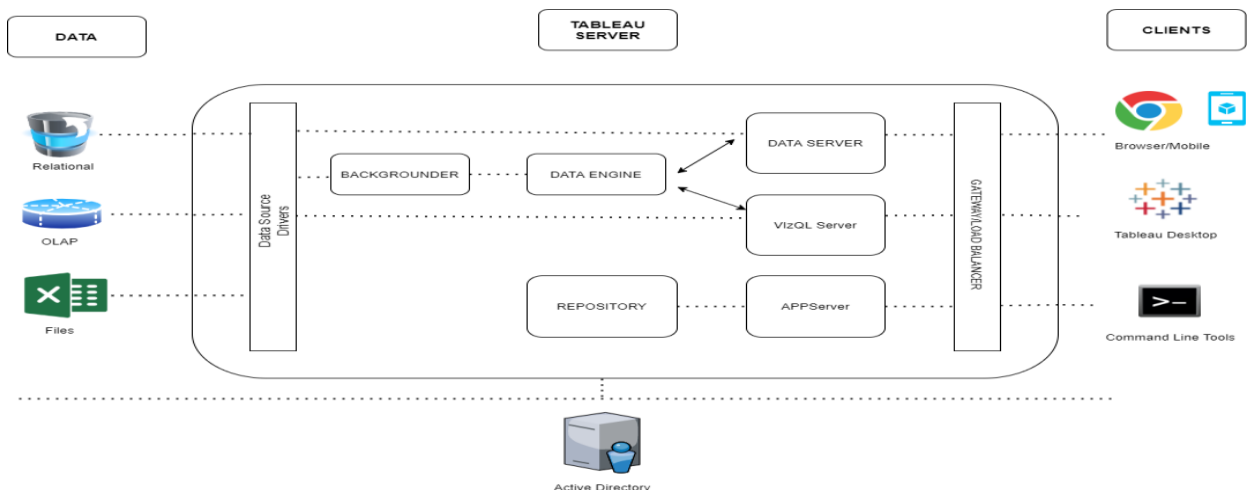 DATA
TABLEAU
SERVER
CLIENTS
Relational
OLAP
Files
Data Source
Drivers
BACKGROUNDER
DATA ENGINE
DATA SERVER
VIzQL Server
REPOSITORY
APPServer
GATEWAY/LOAD BALANCER
Browser/Mobile
Tableau Desktop
>_
Command Line Tools
Active Directory